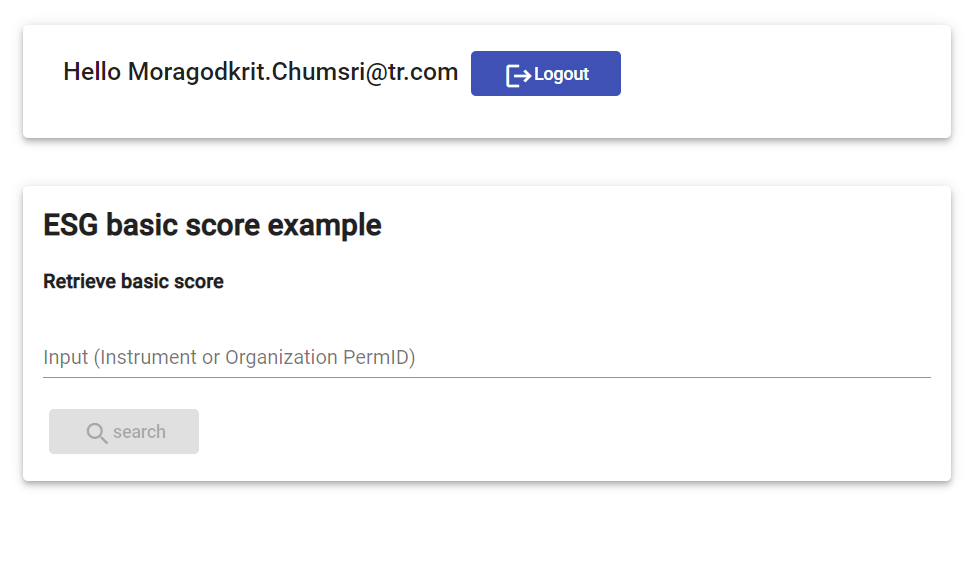 Hello Moragodkrit.Chumsri@tr.com Logout
ESG basic score example
Retrieve basic score
Input (Instrument or Organization PermID)
search